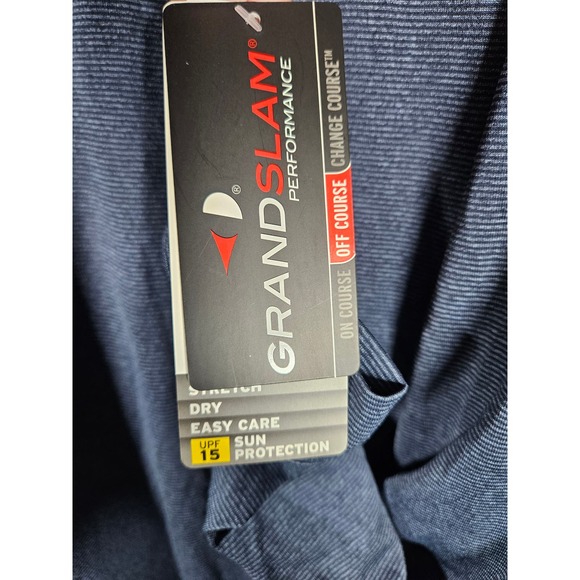 GRANDSLAM®
PERFORMANCE
®
ON COURSE OFF COURSE CHANGE COURSE™
STRETCH
DRY
EASY CARE
UPF 15 SUN
PROTECTION